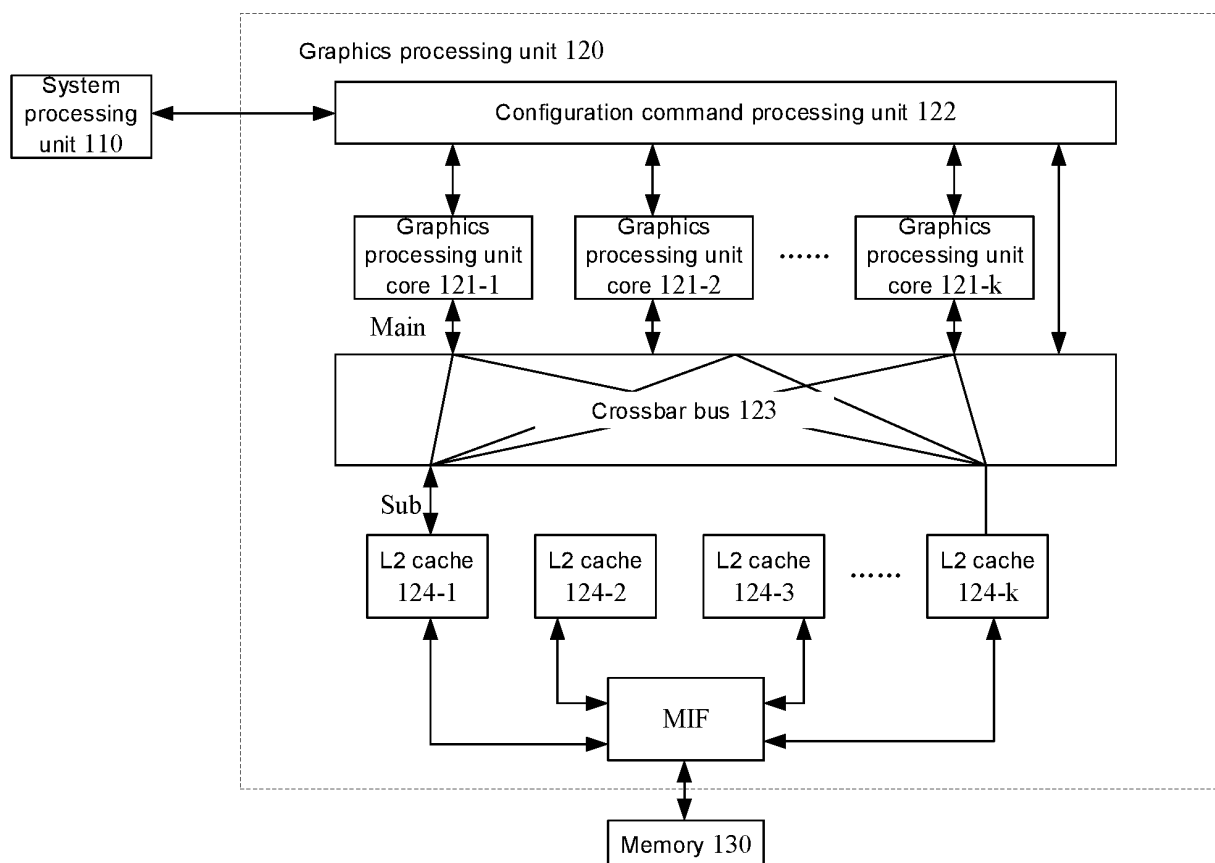 Graphics processing unit 120
System
processing
unit 110
Configuration command processing unit 122
Graphics
processing unit
core 121-1
Graphics
processing unit
core 121-2
......
Graphics
processing unit
core 121-k
Main
Crossbar bus 123
Sub
L2 cache
124-1
L2 cache
124-2
L2 cache
124-3
......
L2 cache
124-k
MIF
Memory 130